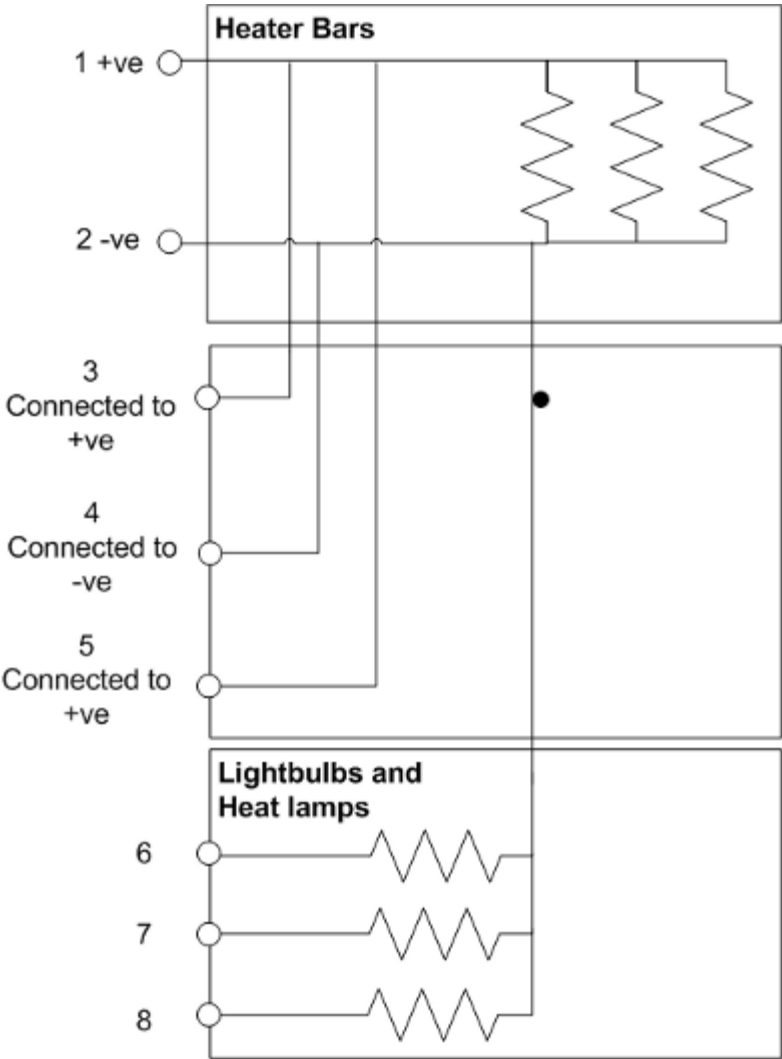 Heater Bars
1 +ve
2 -ve
3
Connected to
+ve
4
Connected to
-ve
5
Connected to
+ve
Lightbulbs and
Heat lamps
6
7
8